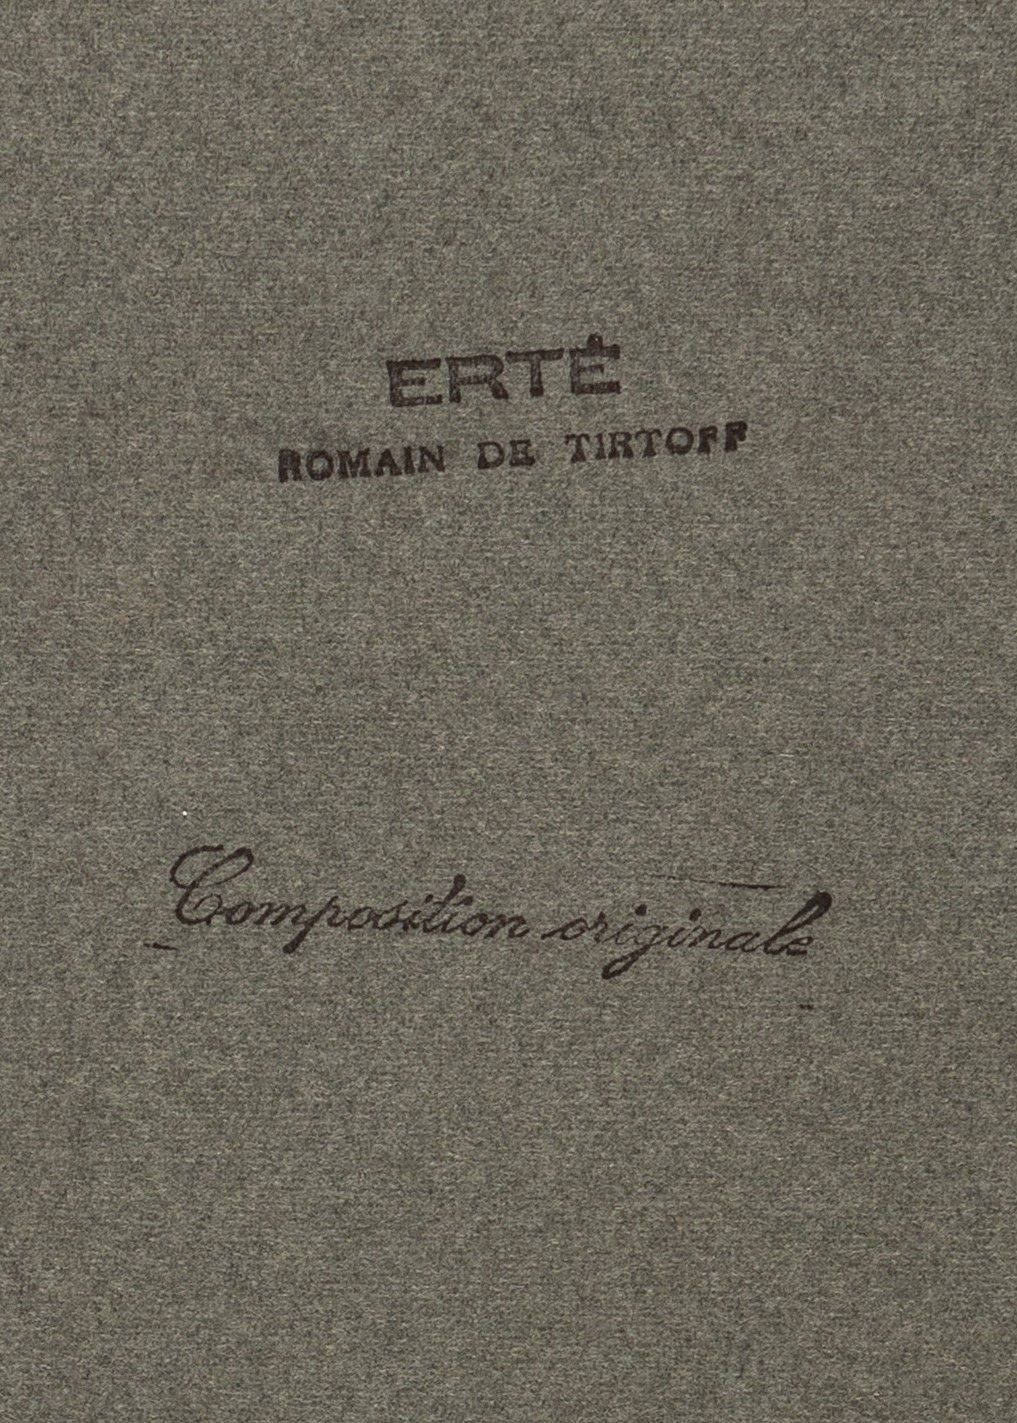 ERTÉ
ROMAIN DE TIRTOFF
Composition originale